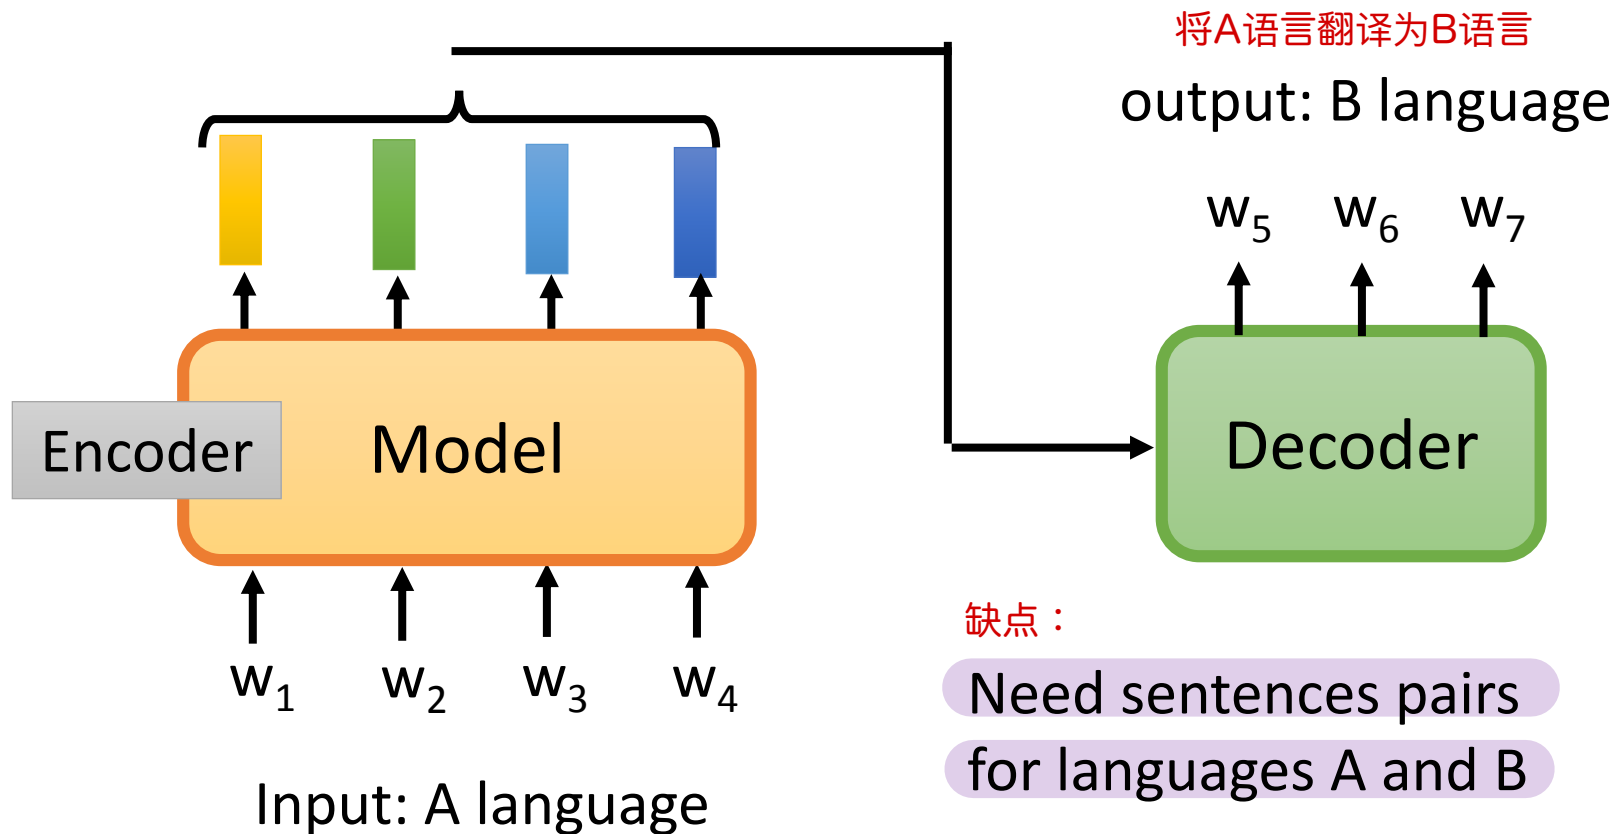 将A语言翻译为B语言
output: B language
w5 w6 w7
Encoder
Model
Decoder
w1 w2 w3 w4
Input: A language
缺点：
Need sentences pairs
for languages A and B